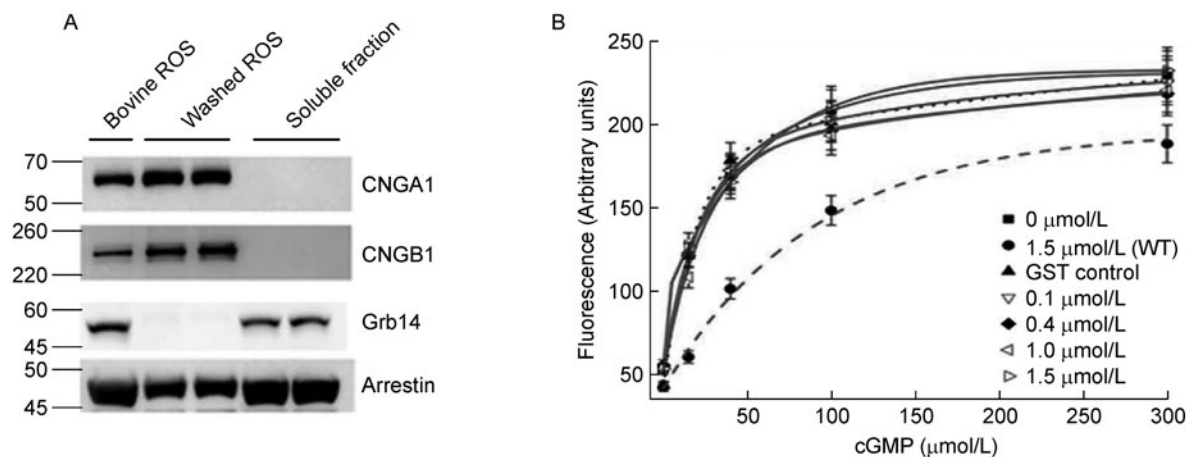 A
Bovine ROS
Washed ROS
Soluble fraction
70
50
CNGA1
260
220
CNGB1
60
45
Grb14
50
45
Arrestin
B
Fluorescence (Arbitrary units)
250
200
150
100
50
50
100
150
200
250
300
cGMP (μmol/L)
0 μmol/L
1.5 μmol/L (WT)
GST control
0.1 μmol/L
0.4 μmol/L
1.0 μmol/L
1.5 μmol/L